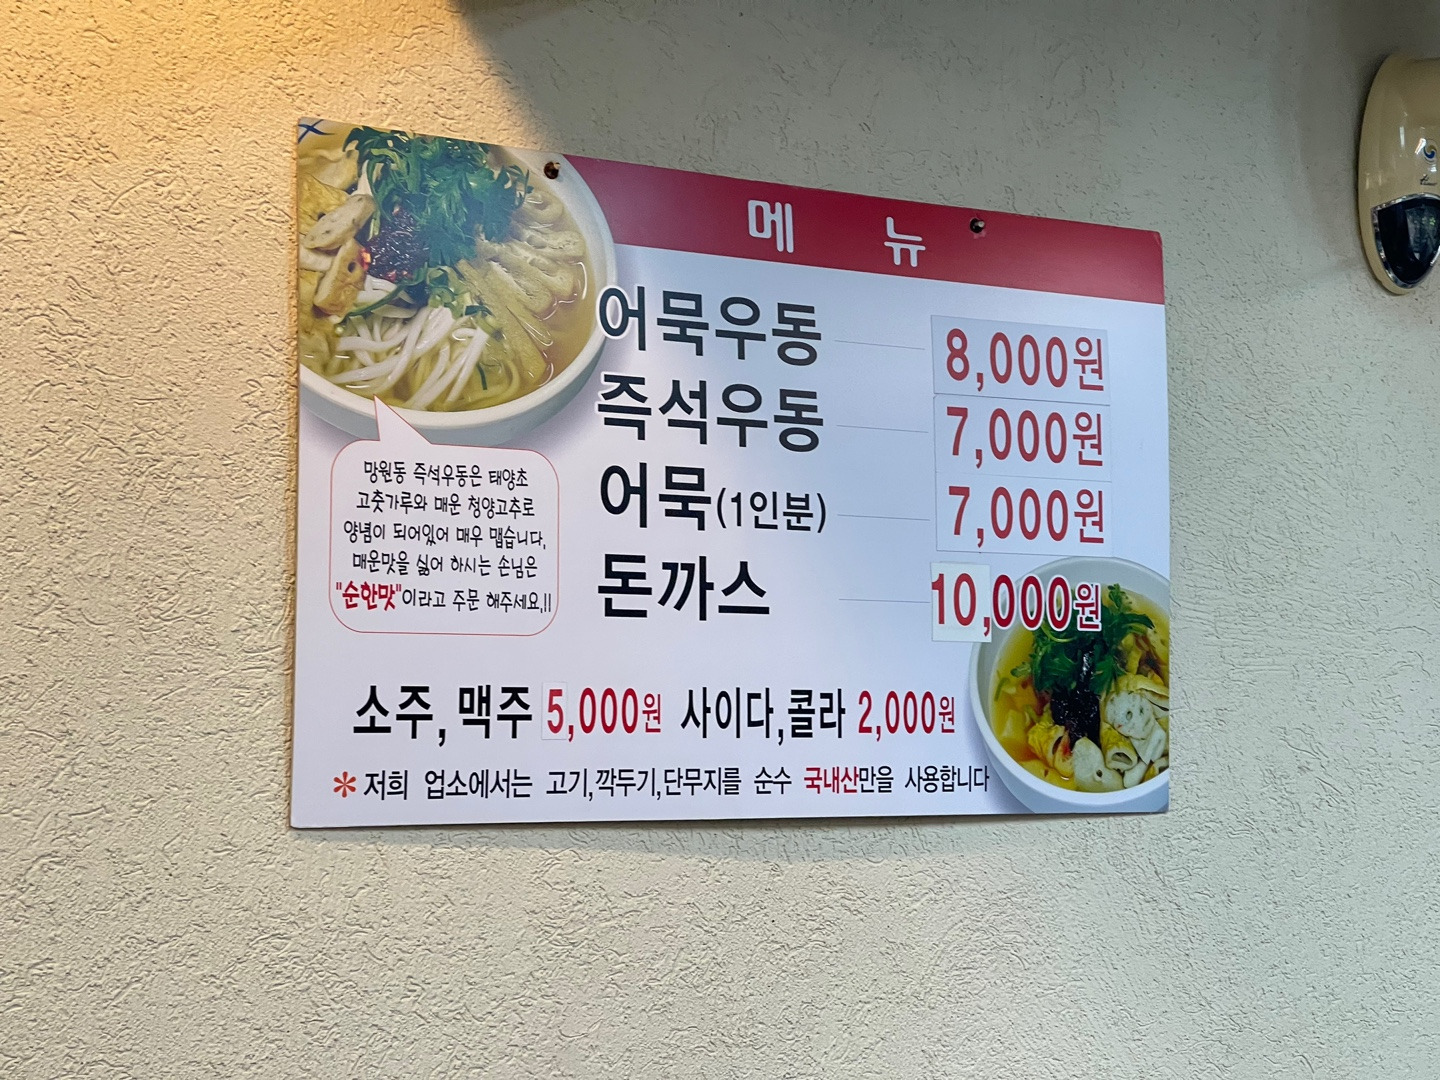 메뉴
어묵우동 8,000원
즉석우동 7,000원
어묵(1인분) 7,000원
돈까스 10,000원
망원동 즉석우동은 태양초
고춧가루와 매운 청양고추로
양념이 되어있어 매우 맵습니다.
매운맛을 싫어 하시는 손님은
"순한맛"이라고 주문 해주세요.!!
소주, 맥주 5,000원 사이다,콜라 2,000원
*저희 업소에서는 고기,깍두기,단무지를 순수 국내산만을 사용합니다